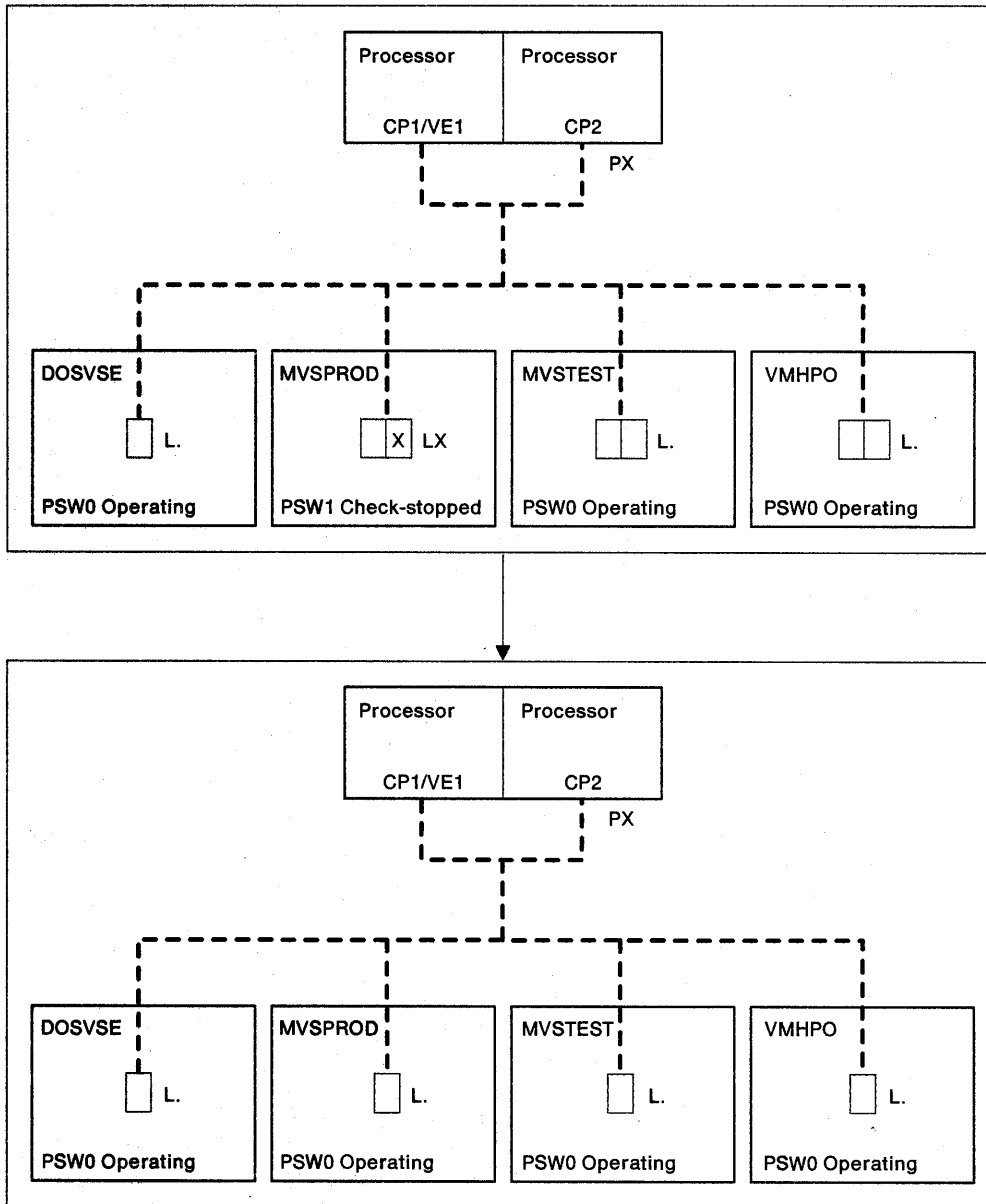 Processor Processor
CP1/VE1 CP2
PX
DOSVSE MVSPROD MVSTEST VMHPO
L. X LX L. L.
PSW0 Operating PSW1 Check-stopped PSW0 Operating PSW0 Operating
Processor Processor
CP1/VE1 CP2
PX
DOSVSE MVSPROD MVSTEST VMHPO
L. L. L. L.
PSW0 Operating PSW0 Operating PSW0 Operating PSW0 Operating